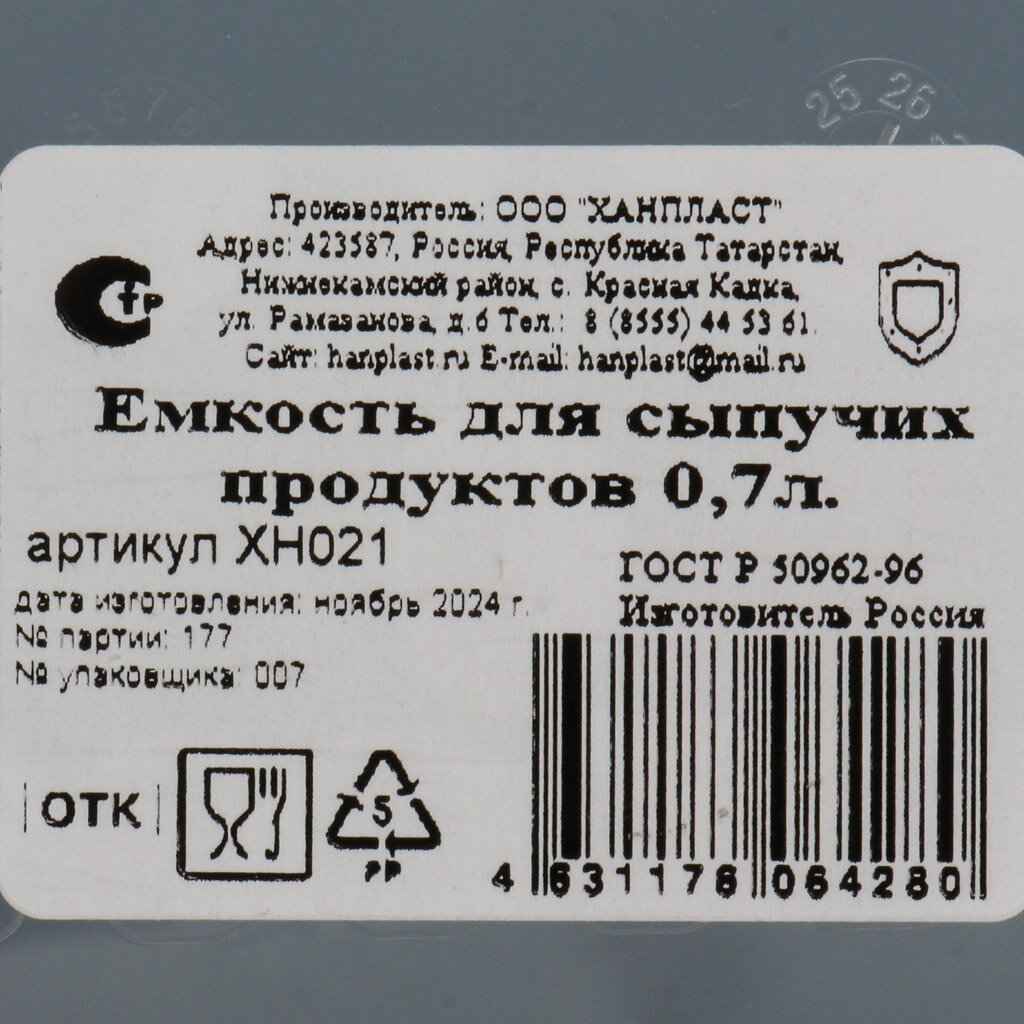 25 26
Производитель: ООО "ХАНПЛАСТ"
Адрес: 423587, Россия, Республика Татарстан,
Нижнекамский район, с. Красная Кадка,
ул. Рамазанова, д.6 Тел.: 8 (8555) 44 53 61.
Сайт: hanplast.ru E-mail: hanplast@mail.ru
Емкость для сыпучих
продуктов 0,7л.
артикул ХН021
дата изготовления: ноябрь 2024 г.
№ партии: 177
№ упаковщика: 007
ГОСТ Р 50962-96
Изготовитель Россия
ОТК
5
PP
4 631176 064280